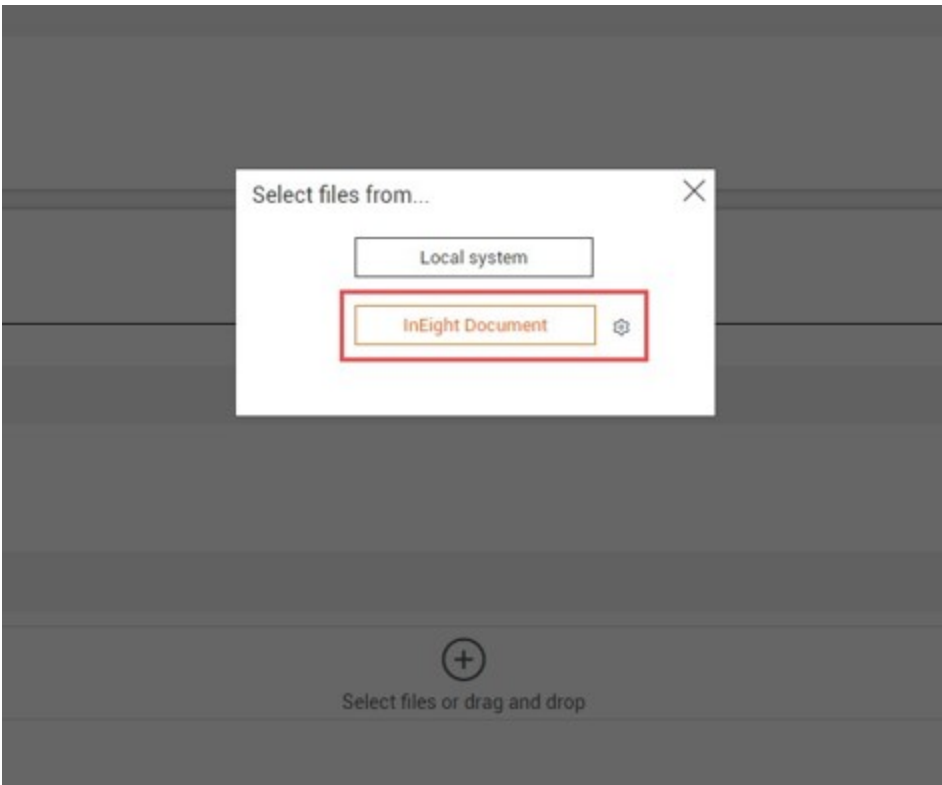 Select files from...
Local system
InEight Document
Select files or drag and drop